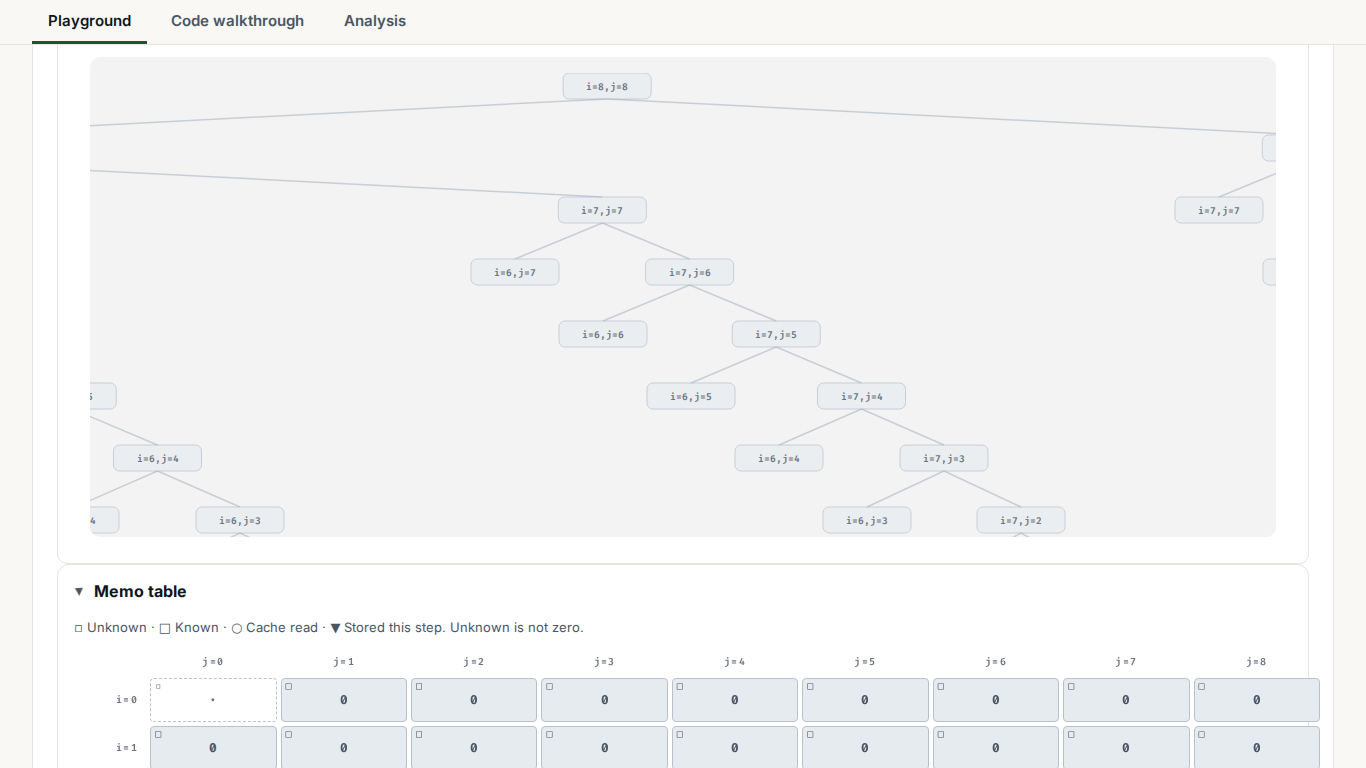 Playground Code walkthrough Analysis
i=8,j=8
i=7,j=7 i=7,j=7
i=6,j=7 i=7,j=6
i=6,j=6 i=7,j=5
5 i=6,j=5 i=7,j=4
i=6,j=4 i=6,j=4 i=7,j=3
4 i=6,j=3 i=6,j=3 i=7,j=2
▼ Memo table
□ Unknown · □ Known · ○ Cache read · ▼ Stored this step. Unknown is not zero.
j=0 j=1 j=2 j=3 j=4 j=5 j=6 j=7 j=8
i=0 · 0 0 0 0 0 0 0 0
i=1 0 0 0 0 0 0 0 0 0